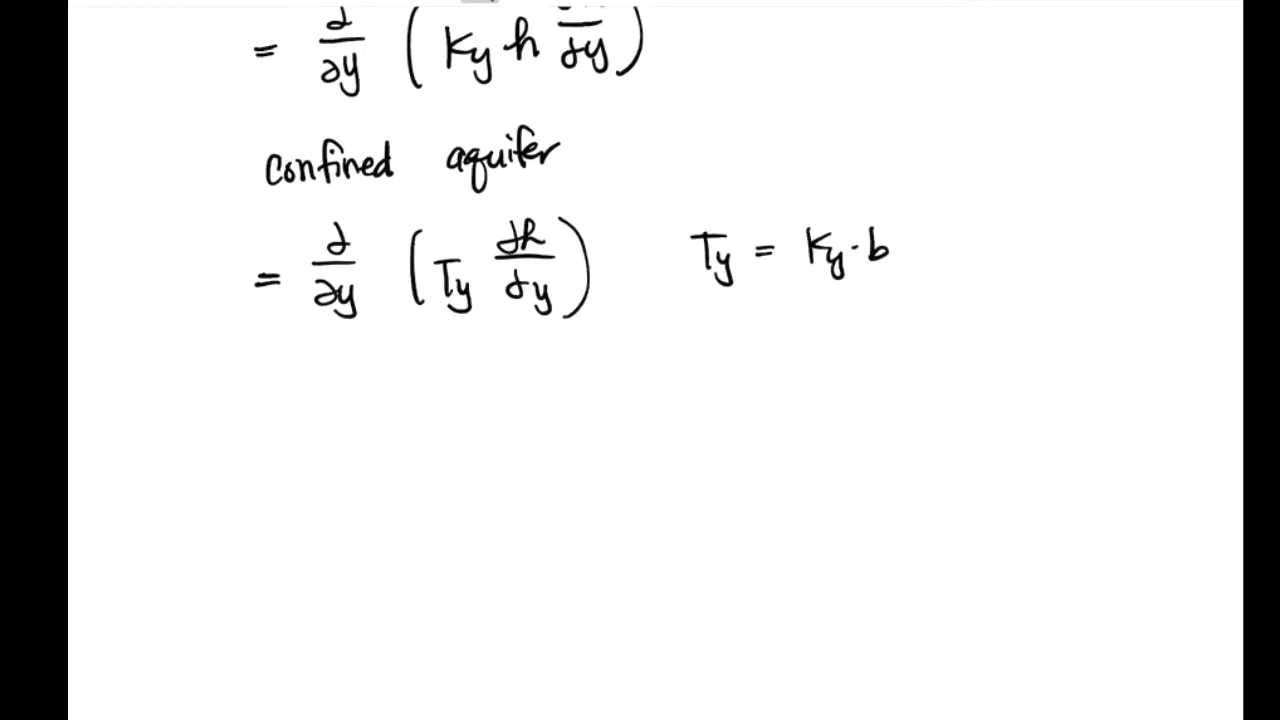 = ∂/∂y ( Ky h ∂h/∂y )
confined aquifer
= ∂/∂y ( Ty ∂h/∂y ) Ty = Ky · b